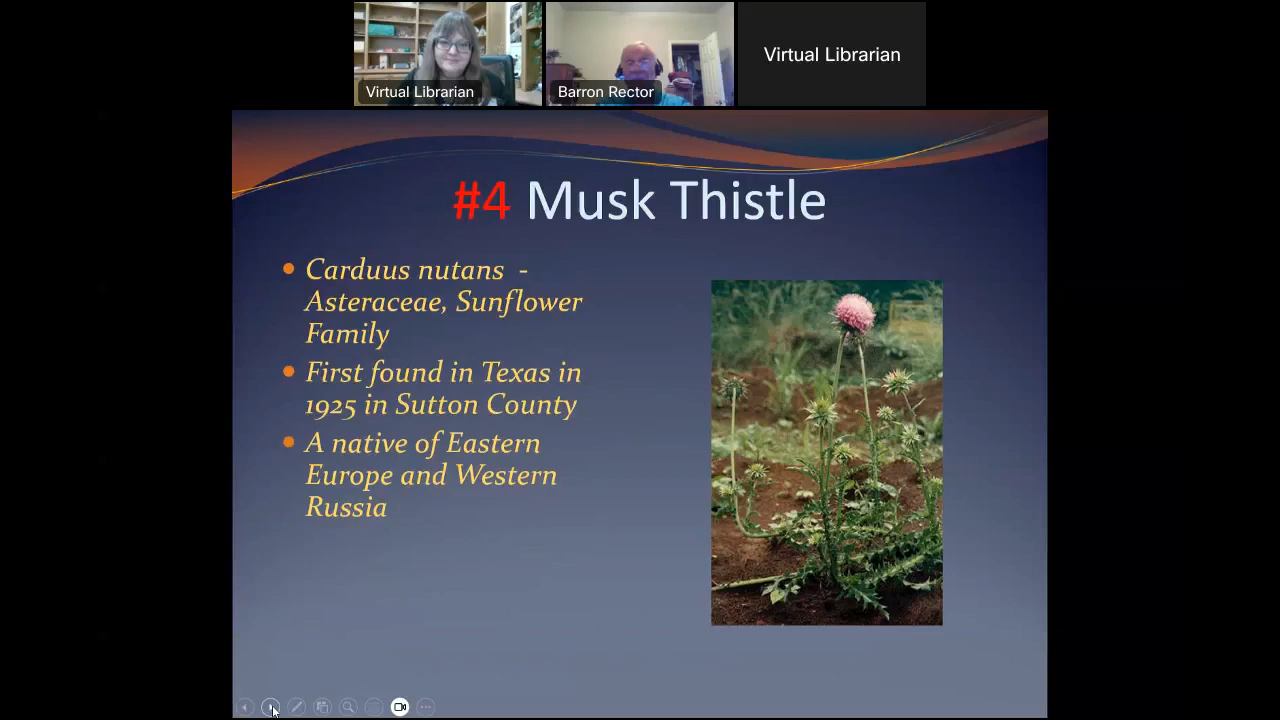 Virtual Librarian
Barron Rector
Virtual Librarian
#4 Musk Thistle
Carduus nutans -
Asteraceae, Sunflower
Family
First found in Texas in
1925 in Sutton County
A native of Eastern
Europe and Western
Russia